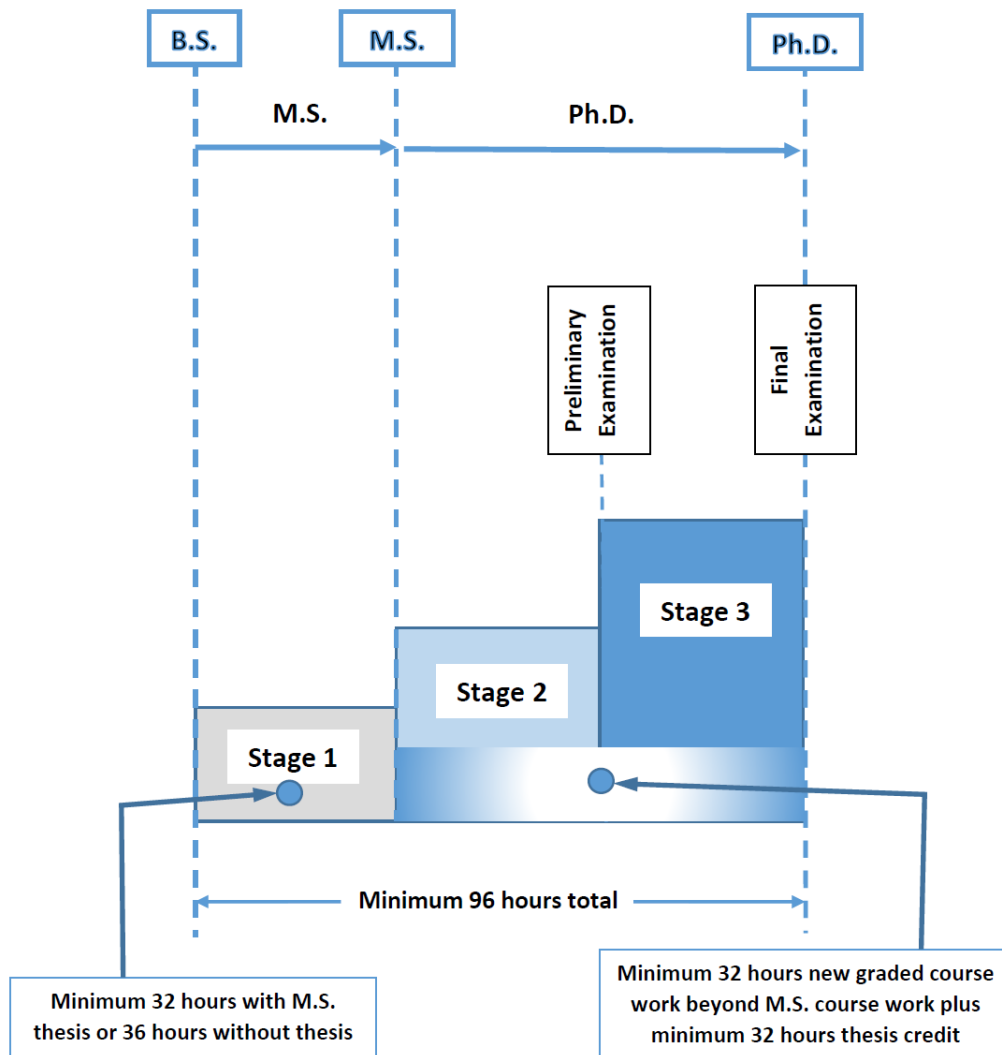 B.S.
M.S.
Ph.D.
M.S.
Ph.D.
Preliminary
Examination
Final
Examination
Stage 3
Stage 2
Stage 1
Minimum 96 hours total
Minimum 32 hours with M.S.
thesis or 36 hours without thesis
Minimum 32 hours new graded course
work beyond M.S. course work plus
minimum 32 hours thesis credit